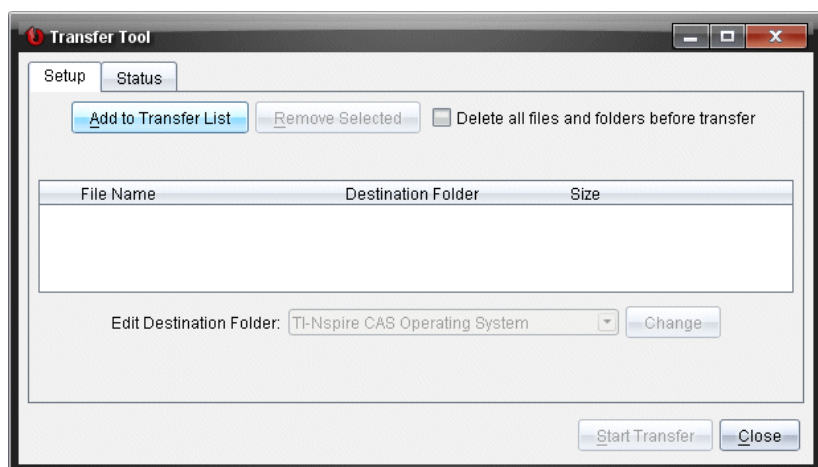 Transfer Tool
Setup Status
Add to Transfer List Remove Selected Delete all files and folders before transfer
File Name Destination Folder Size
Edit Destination Folder: TI-Nspire CAS Operating System Change
Start Transfer Close